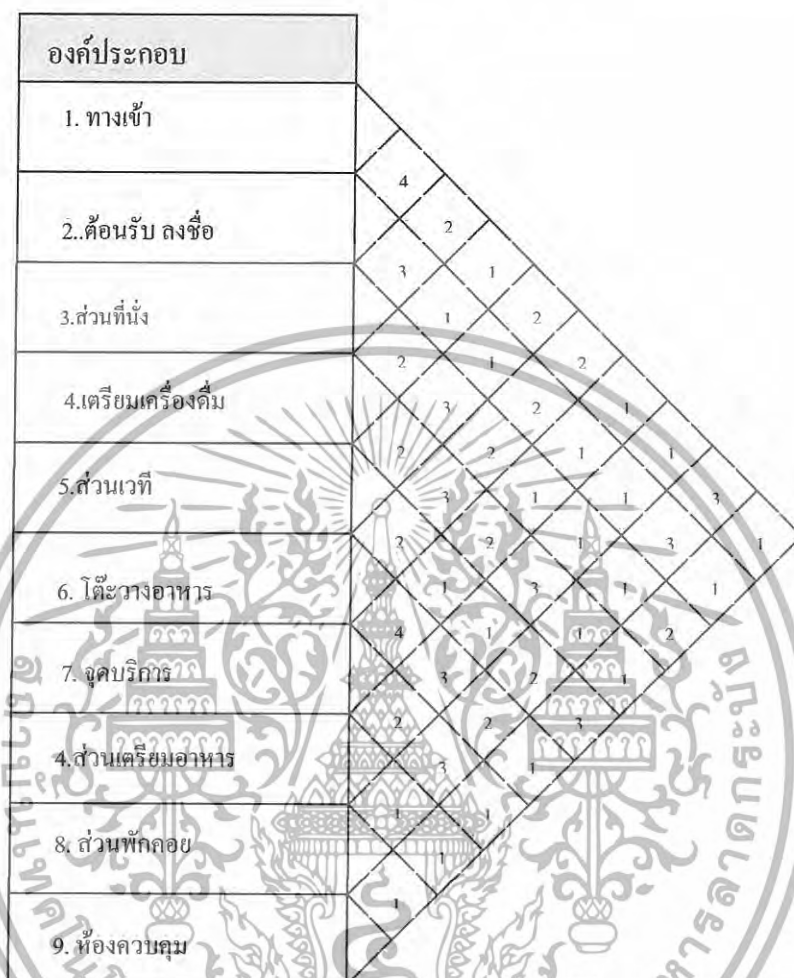 องค์ประกอบ
1. ทางเข้า
4
2..ต้อนรับ ลงชื่อ 2
3 1
3.ส่วนที่นั่ง 1 2
2 1 2
4.เตรียมเครื่องดื่ม 3 2 1
2 2 1 1
5.ส่วนเวที 3 1 1 3
2 2 1 3 1
6. โต๊ะวางอาหาร 1 3 1 1
4 1 1 2
7. จุดบริการ 3 2 1
2 2 3
4.ส่วนเตรียมอาหาร 3 1
1 1
8. ส่วนพักคอย 1
1
9. ห้องควบคุม